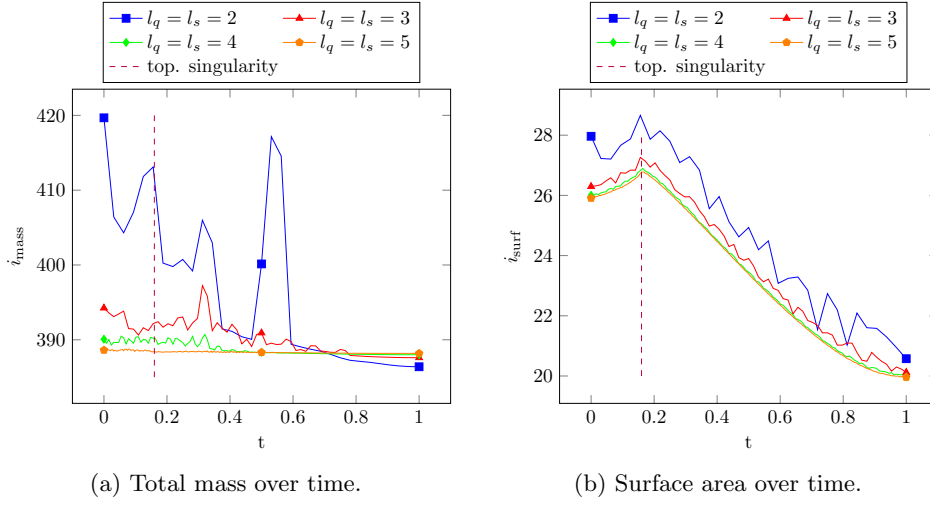 l_q = l_s = 2 l_q = l_s = 3
l_q = l_s = 4 l_q = l_s = 5
top. singularity
420
410
400
390
i_mass
0 0.2 0.4 0.6 0.8 1
t
(a) Total mass over time.
l_q = l_s = 2 l_q = l_s = 3
l_q = l_s = 4 l_q = l_s = 5
top. singularity
28
26
24
22
20
i_surf
0 0.2 0.4 0.6 0.8 1
t
(b) Surface area over time.